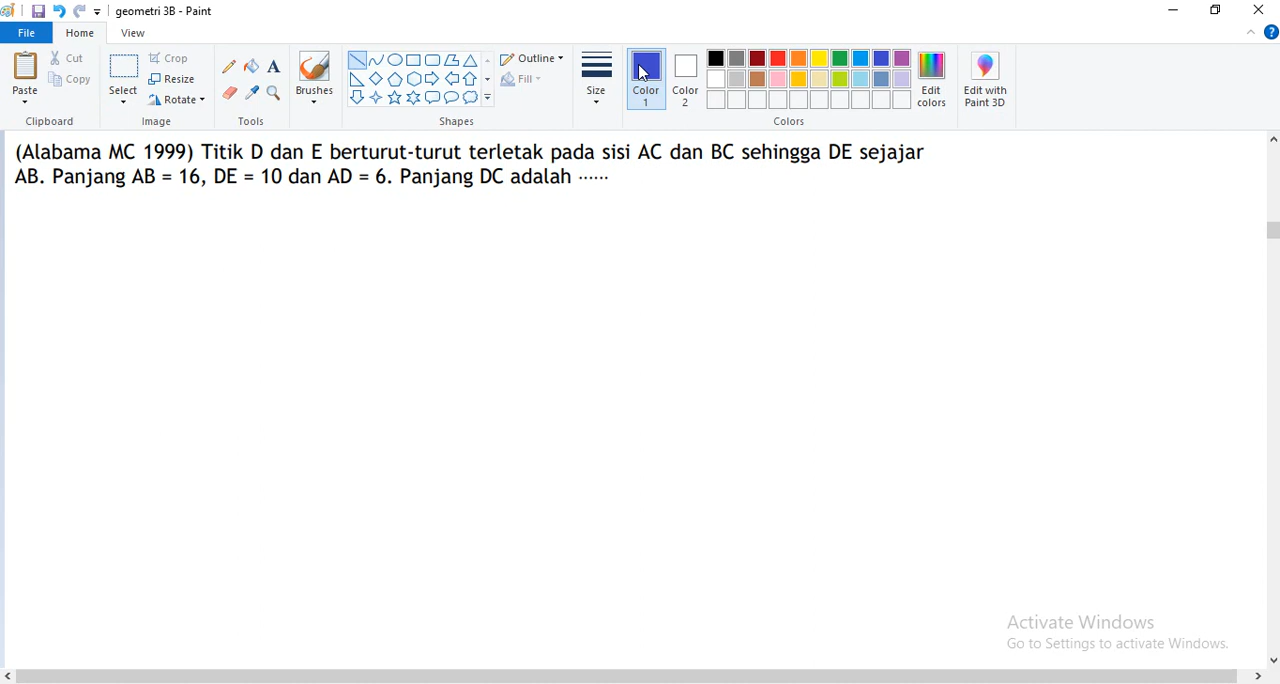 geometri 3B - Paint
File Home View
Paste
Cut
Copy
Clipboard
Select
Crop
Resize
Rotate
Image
A
Tools
Brushes
Outline
Fill
Shapes
Size
Color 1
Color 2
Edit colors
Colors
Edit with Paint 3D
(Alabama MC 1999) Titik D dan E berturut-turut terletak pada sisi AC dan BC sehingga DE sejajar
AB. Panjang AB = 16, DE = 10 dan AD = 6. Panjang DC adalah ······
Activate Windows
Go to Settings to activate Windows.